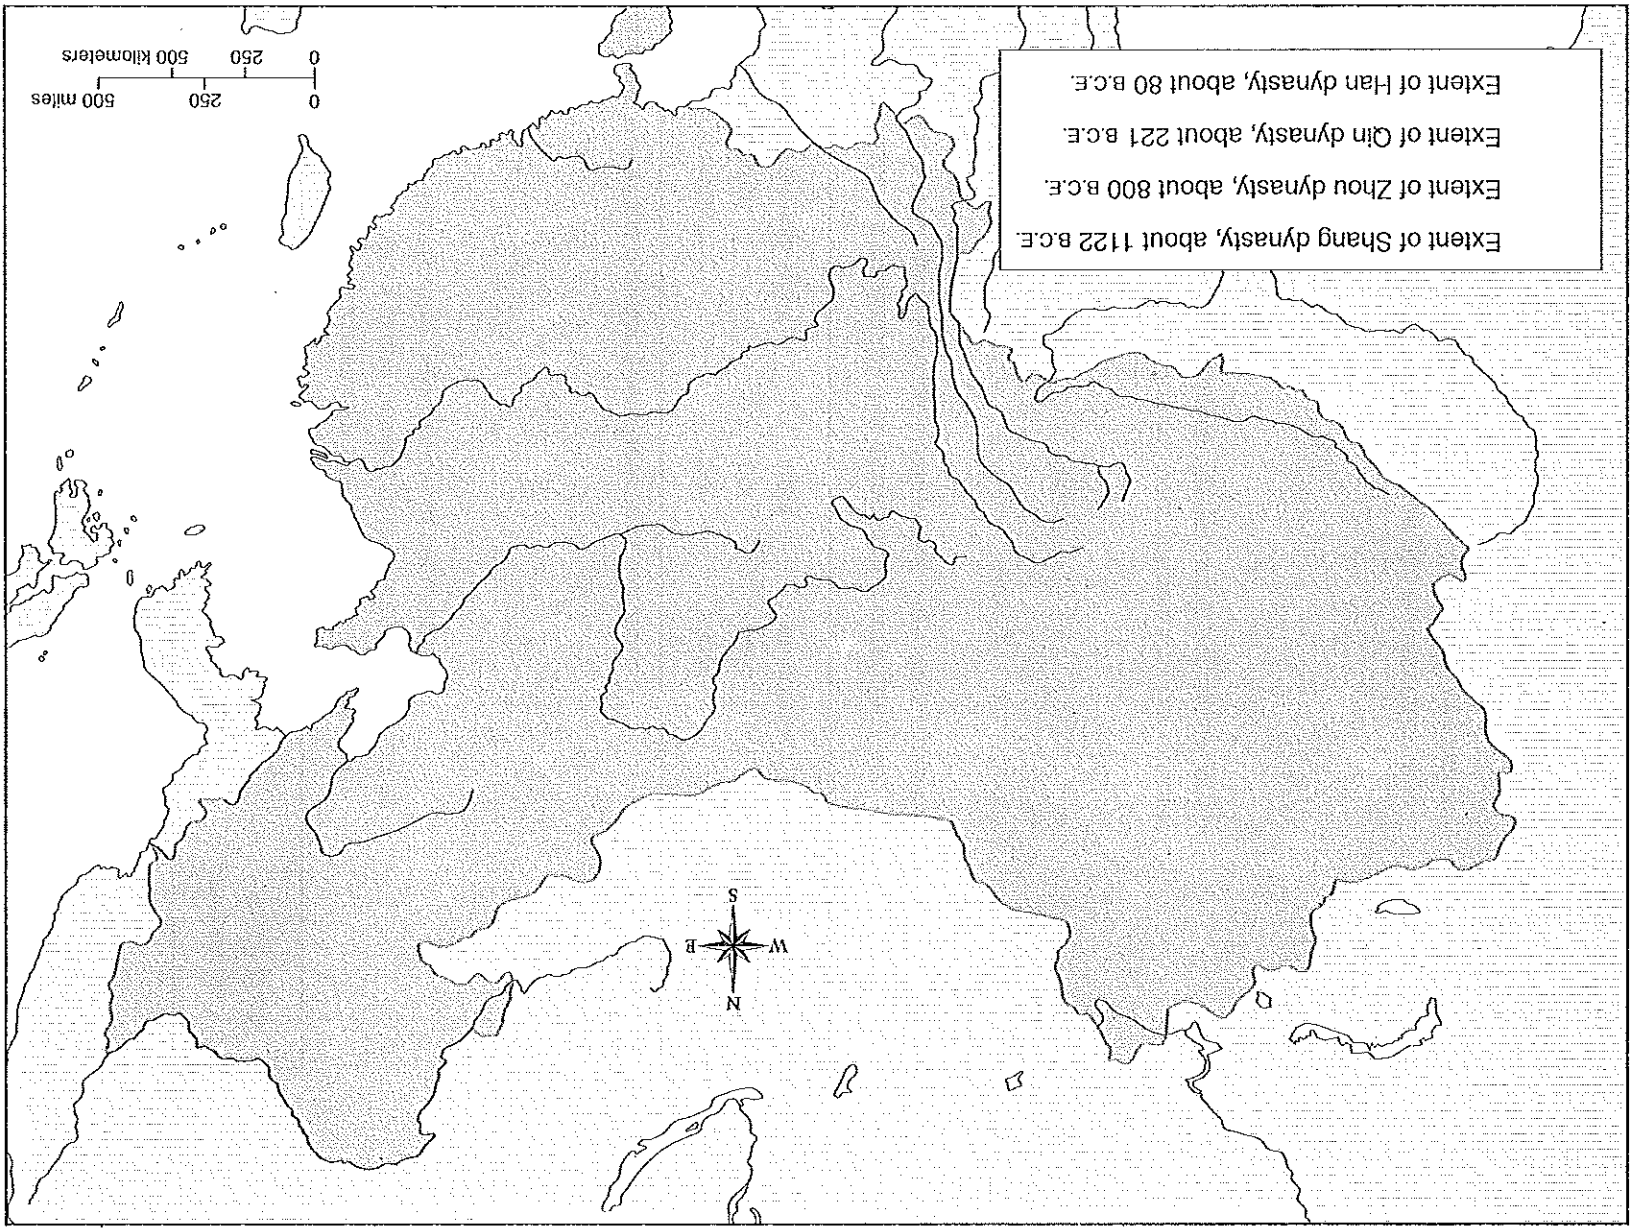 N
W E
S
Extent of Shang dynasty, about 1122 B.C.E.
Extent of Zhou dynasty, about 800 B.C.E.
Extent of Qin dynasty, about 221 B.C.E.
Extent of Han dynasty, about 80 B.C.E.
0 250 500 miles
0 250 500 kilometers